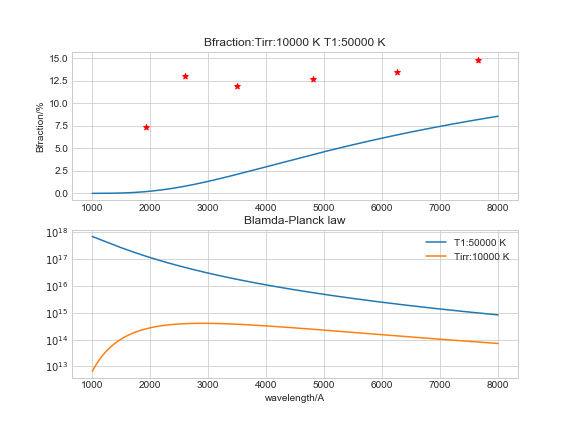 Bfraction:Tirr:10000 K T1:50000 K
15.0
12.5
10.0
7.5
5.0
2.5
0.0
Bfraction/%
1000 2000 3000 4000 5000 6000 7000 8000
Blamda-Planck law
10^18
10^17
10^16
10^15
10^14
10^13
T1:50000 K
Tirr:10000 K
1000 2000 3000 4000 5000 6000 7000 8000
wavelength/A